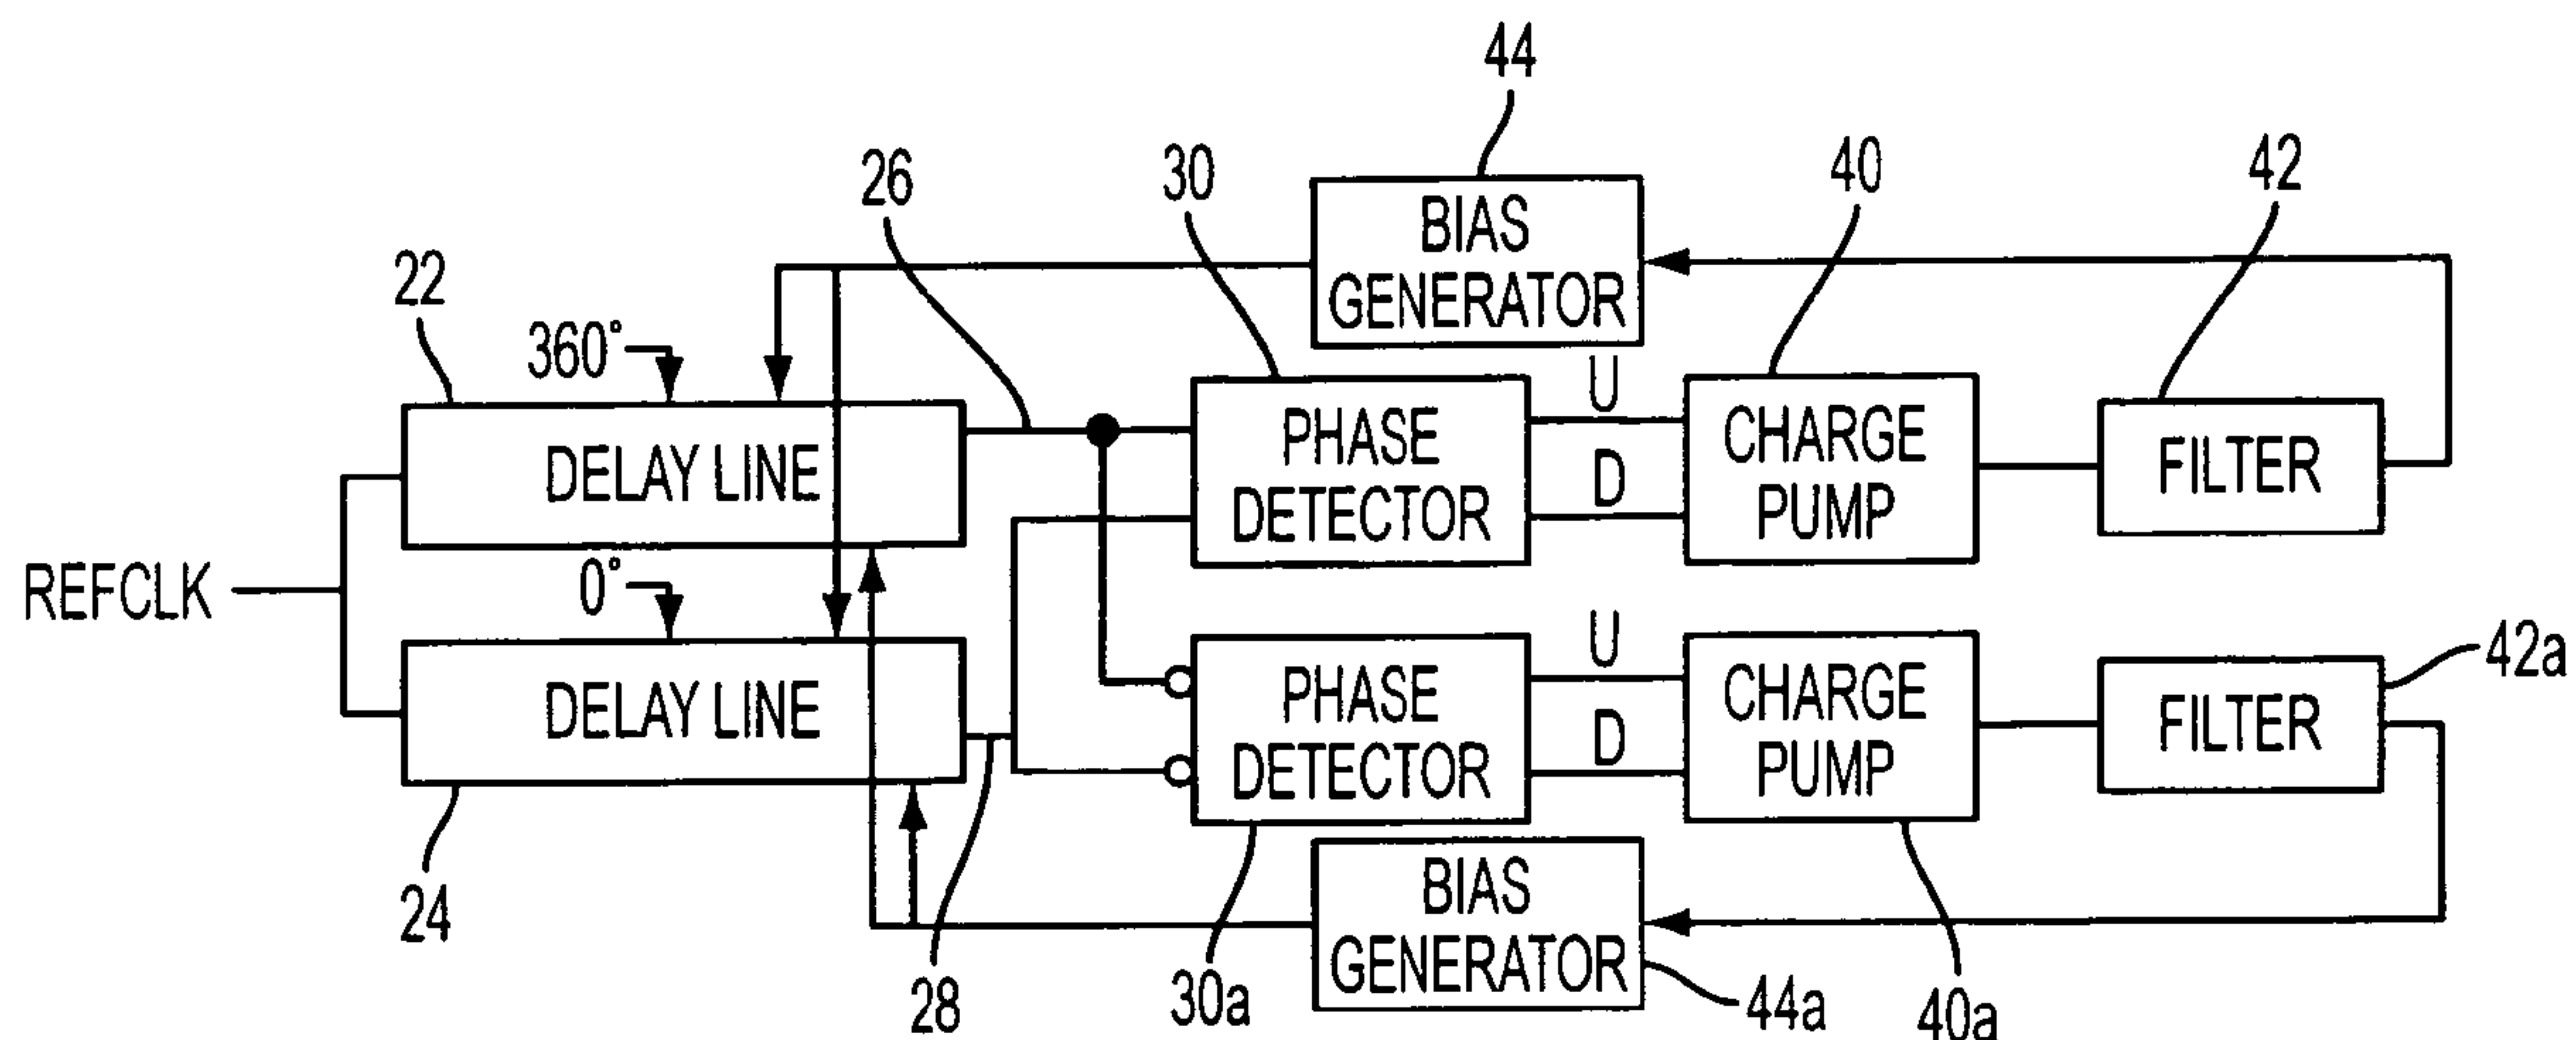 44
BIAS
GENERATOR
26
30
40
42
22
360°
U
DELAY LINE
PHASE
DETECTOR
D
CHARGE
PUMP
FILTER
REFCLK
0°
U
DELAY LINE
PHASE
DETECTOR
D
CHARGE
PUMP
FILTER
42a
24
28
30a
BIAS
GENERATOR
44a
40a